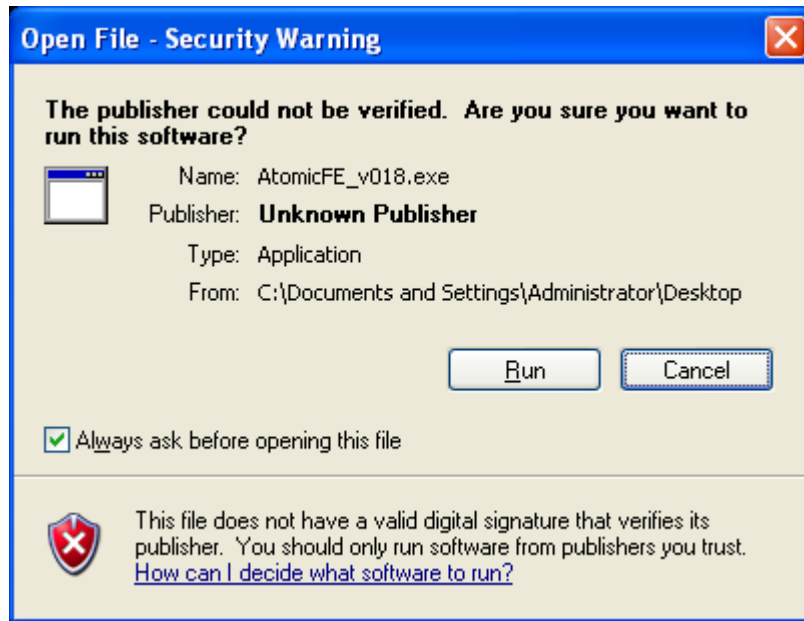 Open File - Security Warning
The publisher could not be verified. Are you sure you want to
run this software?
Name: AtomicFE_v018.exe
Publisher: Unknown Publisher
Type: Application
From: C:\Documents and Settings\Administrator\Desktop
Run Cancel
Always ask before opening this file
This file does not have a valid digital signature that verifies its
publisher. You should only run software from publishers you trust.
How can I decide what software to run?